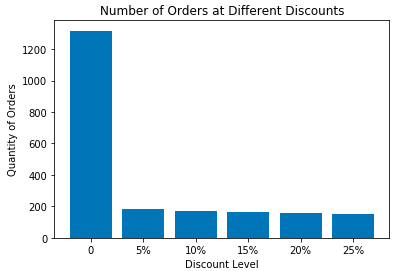 Number of Orders at Different Discounts
Quantity of Orders
1200
1000
800
600
400
200
0
0 5% 10% 15% 20% 25%
Discount Level